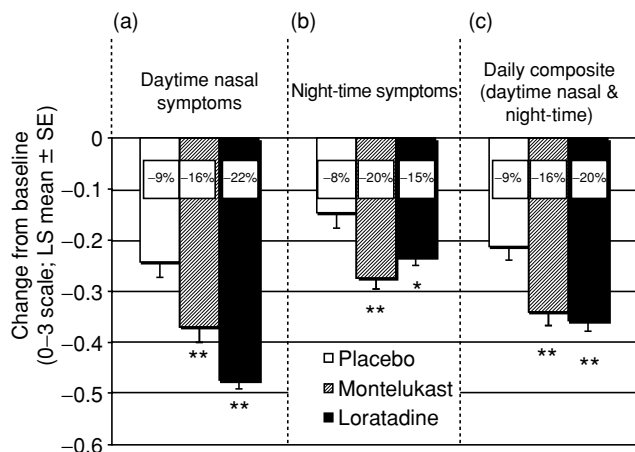 (a)
(b)
(c)
Daytime nasal
symptoms
Night-time symptoms
Daily composite
(daytime nasal &
night-time)
Change from baseline
(0–3 scale; LS mean ± SE)
0
–0.1
–0.2
–0.3
–0.4
–0.5
–0.6
–9%
–16%
–22%
–8%
–20%
–15%
–9%
–16%
–20%
**
**
**
*
**
**
Placebo
Montelukast
Loratadine